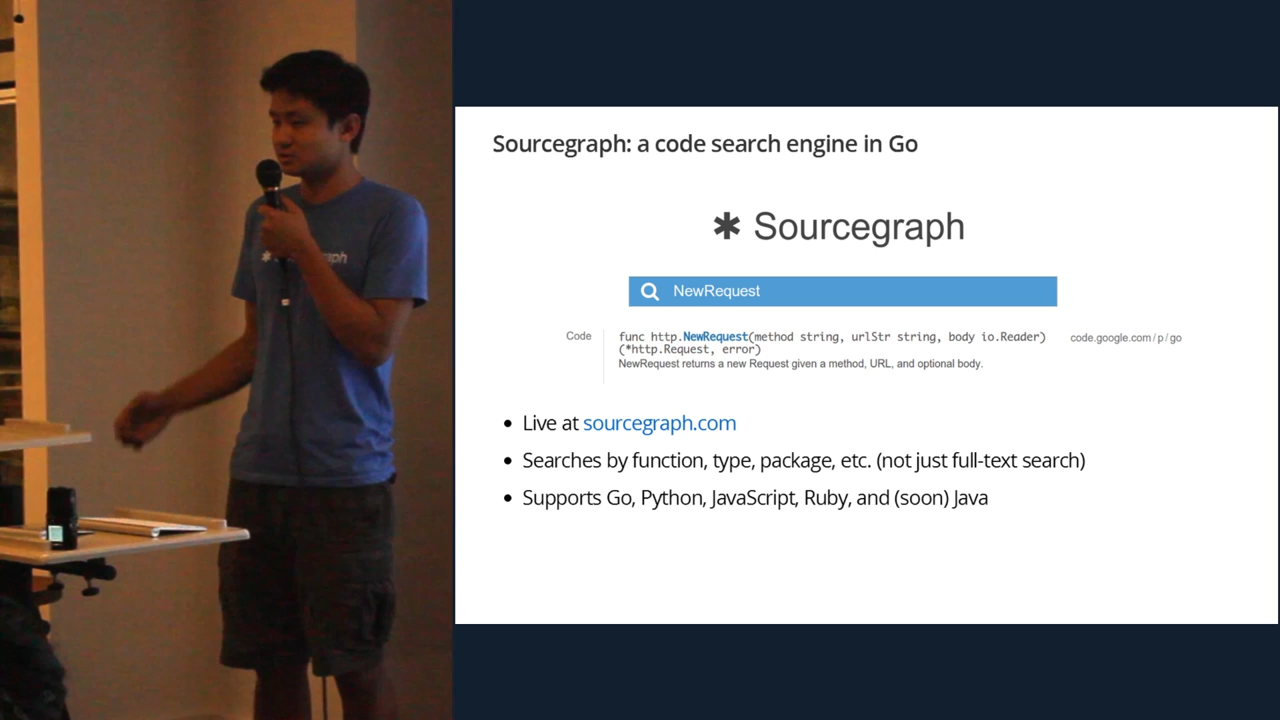 Sourcegraph: a code search engine in Go
✱ Sourcegraph
NewRequest
Code
func http.NewRequest(method string, urlStr string, body io.Reader)
(*http.Request, error)
NewRequest returns a new Request given a method, URL, and optional body.
code.google.com/p/go
• Live at sourcegraph.com
• Searches by function, type, package, etc. (not just full-text search)
• Supports Go, Python, JavaScript, Ruby, and (soon) Java